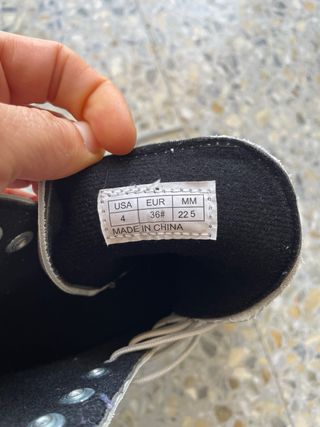 USA EUR MM
4 36# 22 5
MADE IN CHINA